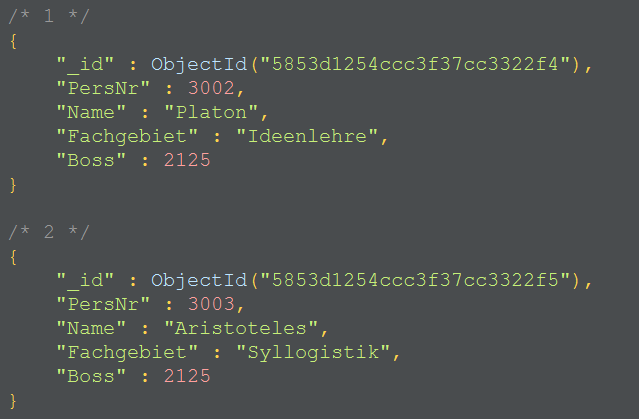 /* 1 */
{
    "_id" : ObjectId("5853d1254ccc3f37cc3322f4"),
    "PersNr" : 3002,
    "Name" : "Platon",
    "Fachgebiet" : "Ideenlehre",
    "Boss" : 2125
}
/* 2 */
{
    "_id" : ObjectId("5853d1254ccc3f37cc3322f5"),
    "PersNr" : 3003,
    "Name" : "Aristoteles",
    "Fachgebiet" : "Syllogistik",
    "Boss" : 2125
}